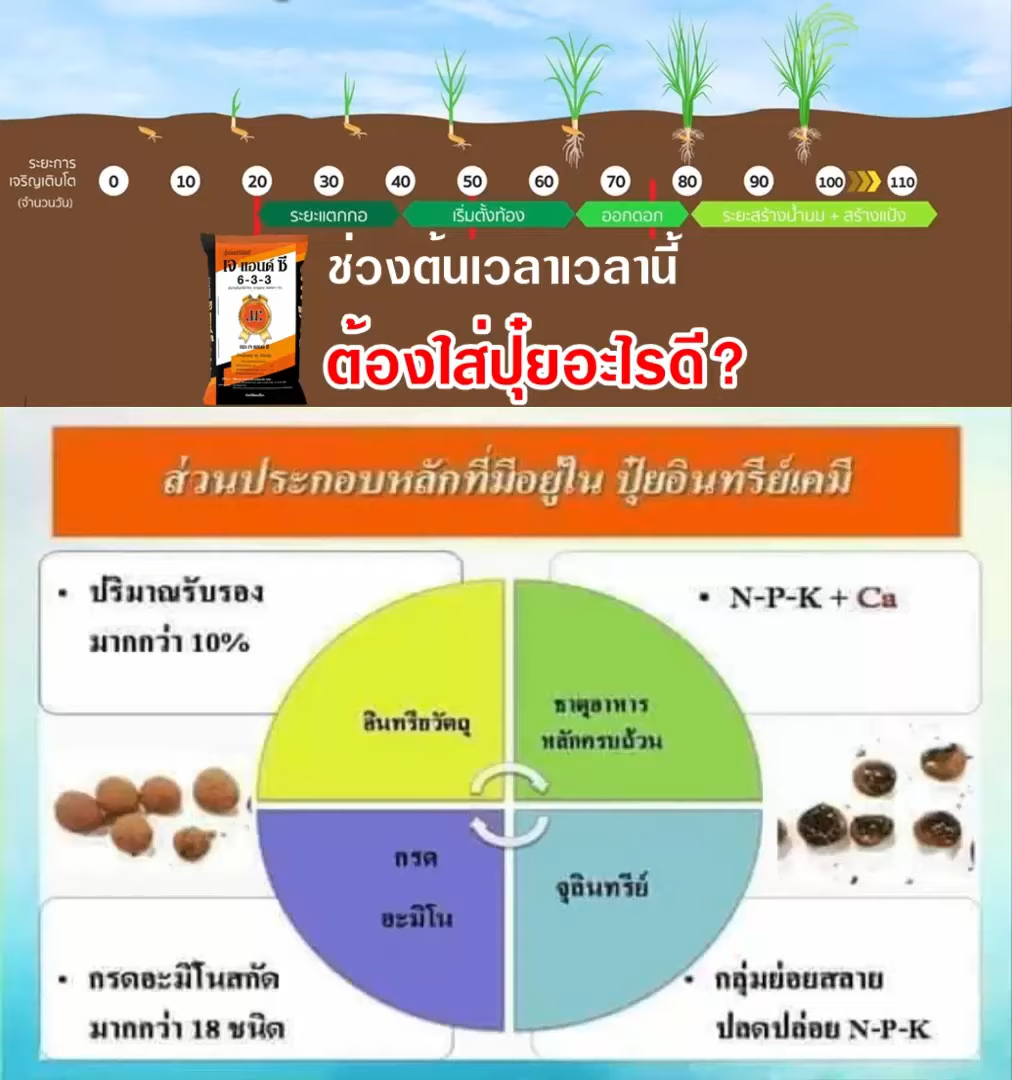 ระยะการ
เจริญเติบโต
(จำนวนวัน)
0 10 20 30 40 50 60 70 80 90 100 110
ระยะแตกกอ เริ่มตั้งท้อง ออกดอก ระยะสร้างน้ำนม + สร้างแป้ง
เจ แอนด์ ซี
6-3-3
ช่วงต้นเวลาเวลานี้
ต้องใส่ปุ๋ยอะไรดี?
ส่วนประกอบหลักที่มีอยู่ใน ปุ๋ยอินทรีย์เคมี
• ปริมาณรับรอง
มากกว่า 10%
• N-P-K + Ca
อินทรียวัตถุ
ธาตุอาหาร
หลักครบถ้วน
กรด
อะมิโน
จุลินทรีย์
• กรดอะมิโนสกัด
มากกว่า 18 ชนิด
• กลุ่มย่อยสลาย
ปลดปล่อย N-P-K